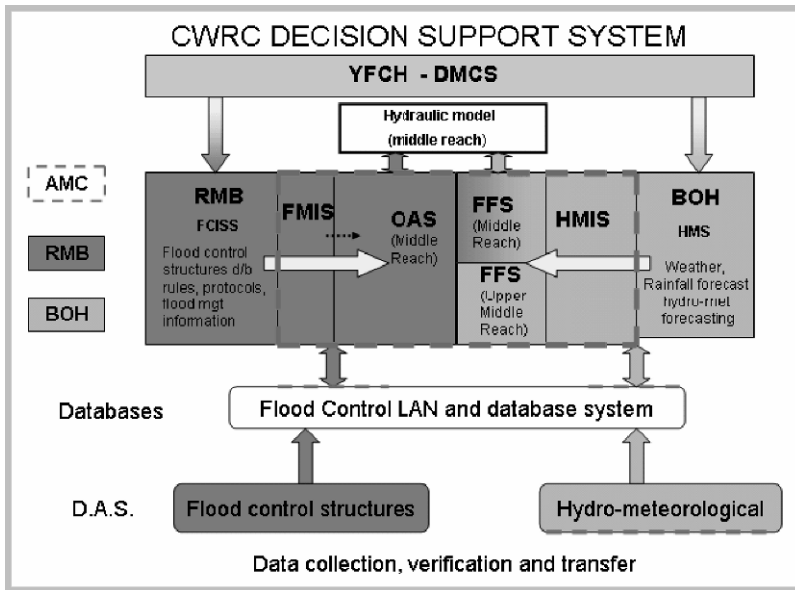 CWRC DECISION SUPPORT SYSTEM
YFCH - DMCS
Hydraulic model
(middle reach)
AMC
RMB
BOH
RMB
FCISS
Flood control
structures d/b
rules, protocols,
flood mgt
information
FMIS
OAS
(Middle
Reach)
FFS
(Middle
Reach)
FFS
(Upper
Middle
Reach)
HMIS
BOH
HMS
Weather,
Rainfall forecast
hydro-met
forecasting
Databases
Flood Control LAN and database system
D.A.S.
Flood control structures
Hydro-meteorological
Data collection, verification and transfer